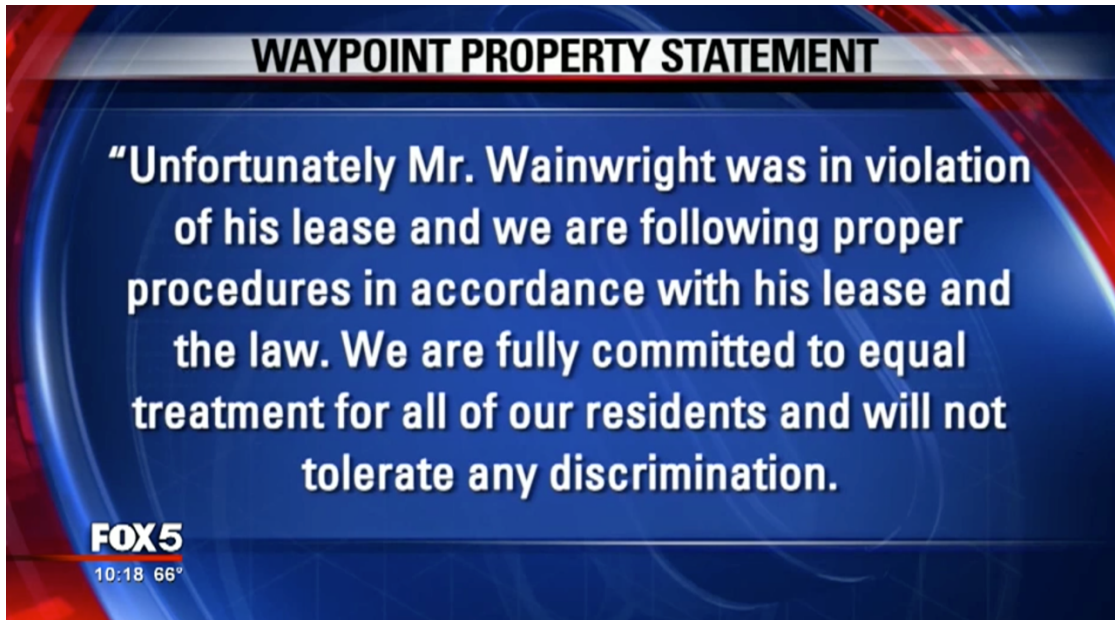 WAYPOINT PROPERTY STATEMENT
“Unfortunately Mr. Wainwright was in violation
of his lease and we are following proper
procedures in accordance with his lease and
the law. We are fully committed to equal
treatment for all of our residents and will not
tolerate any discrimination.
FOX 5
10:18 66°